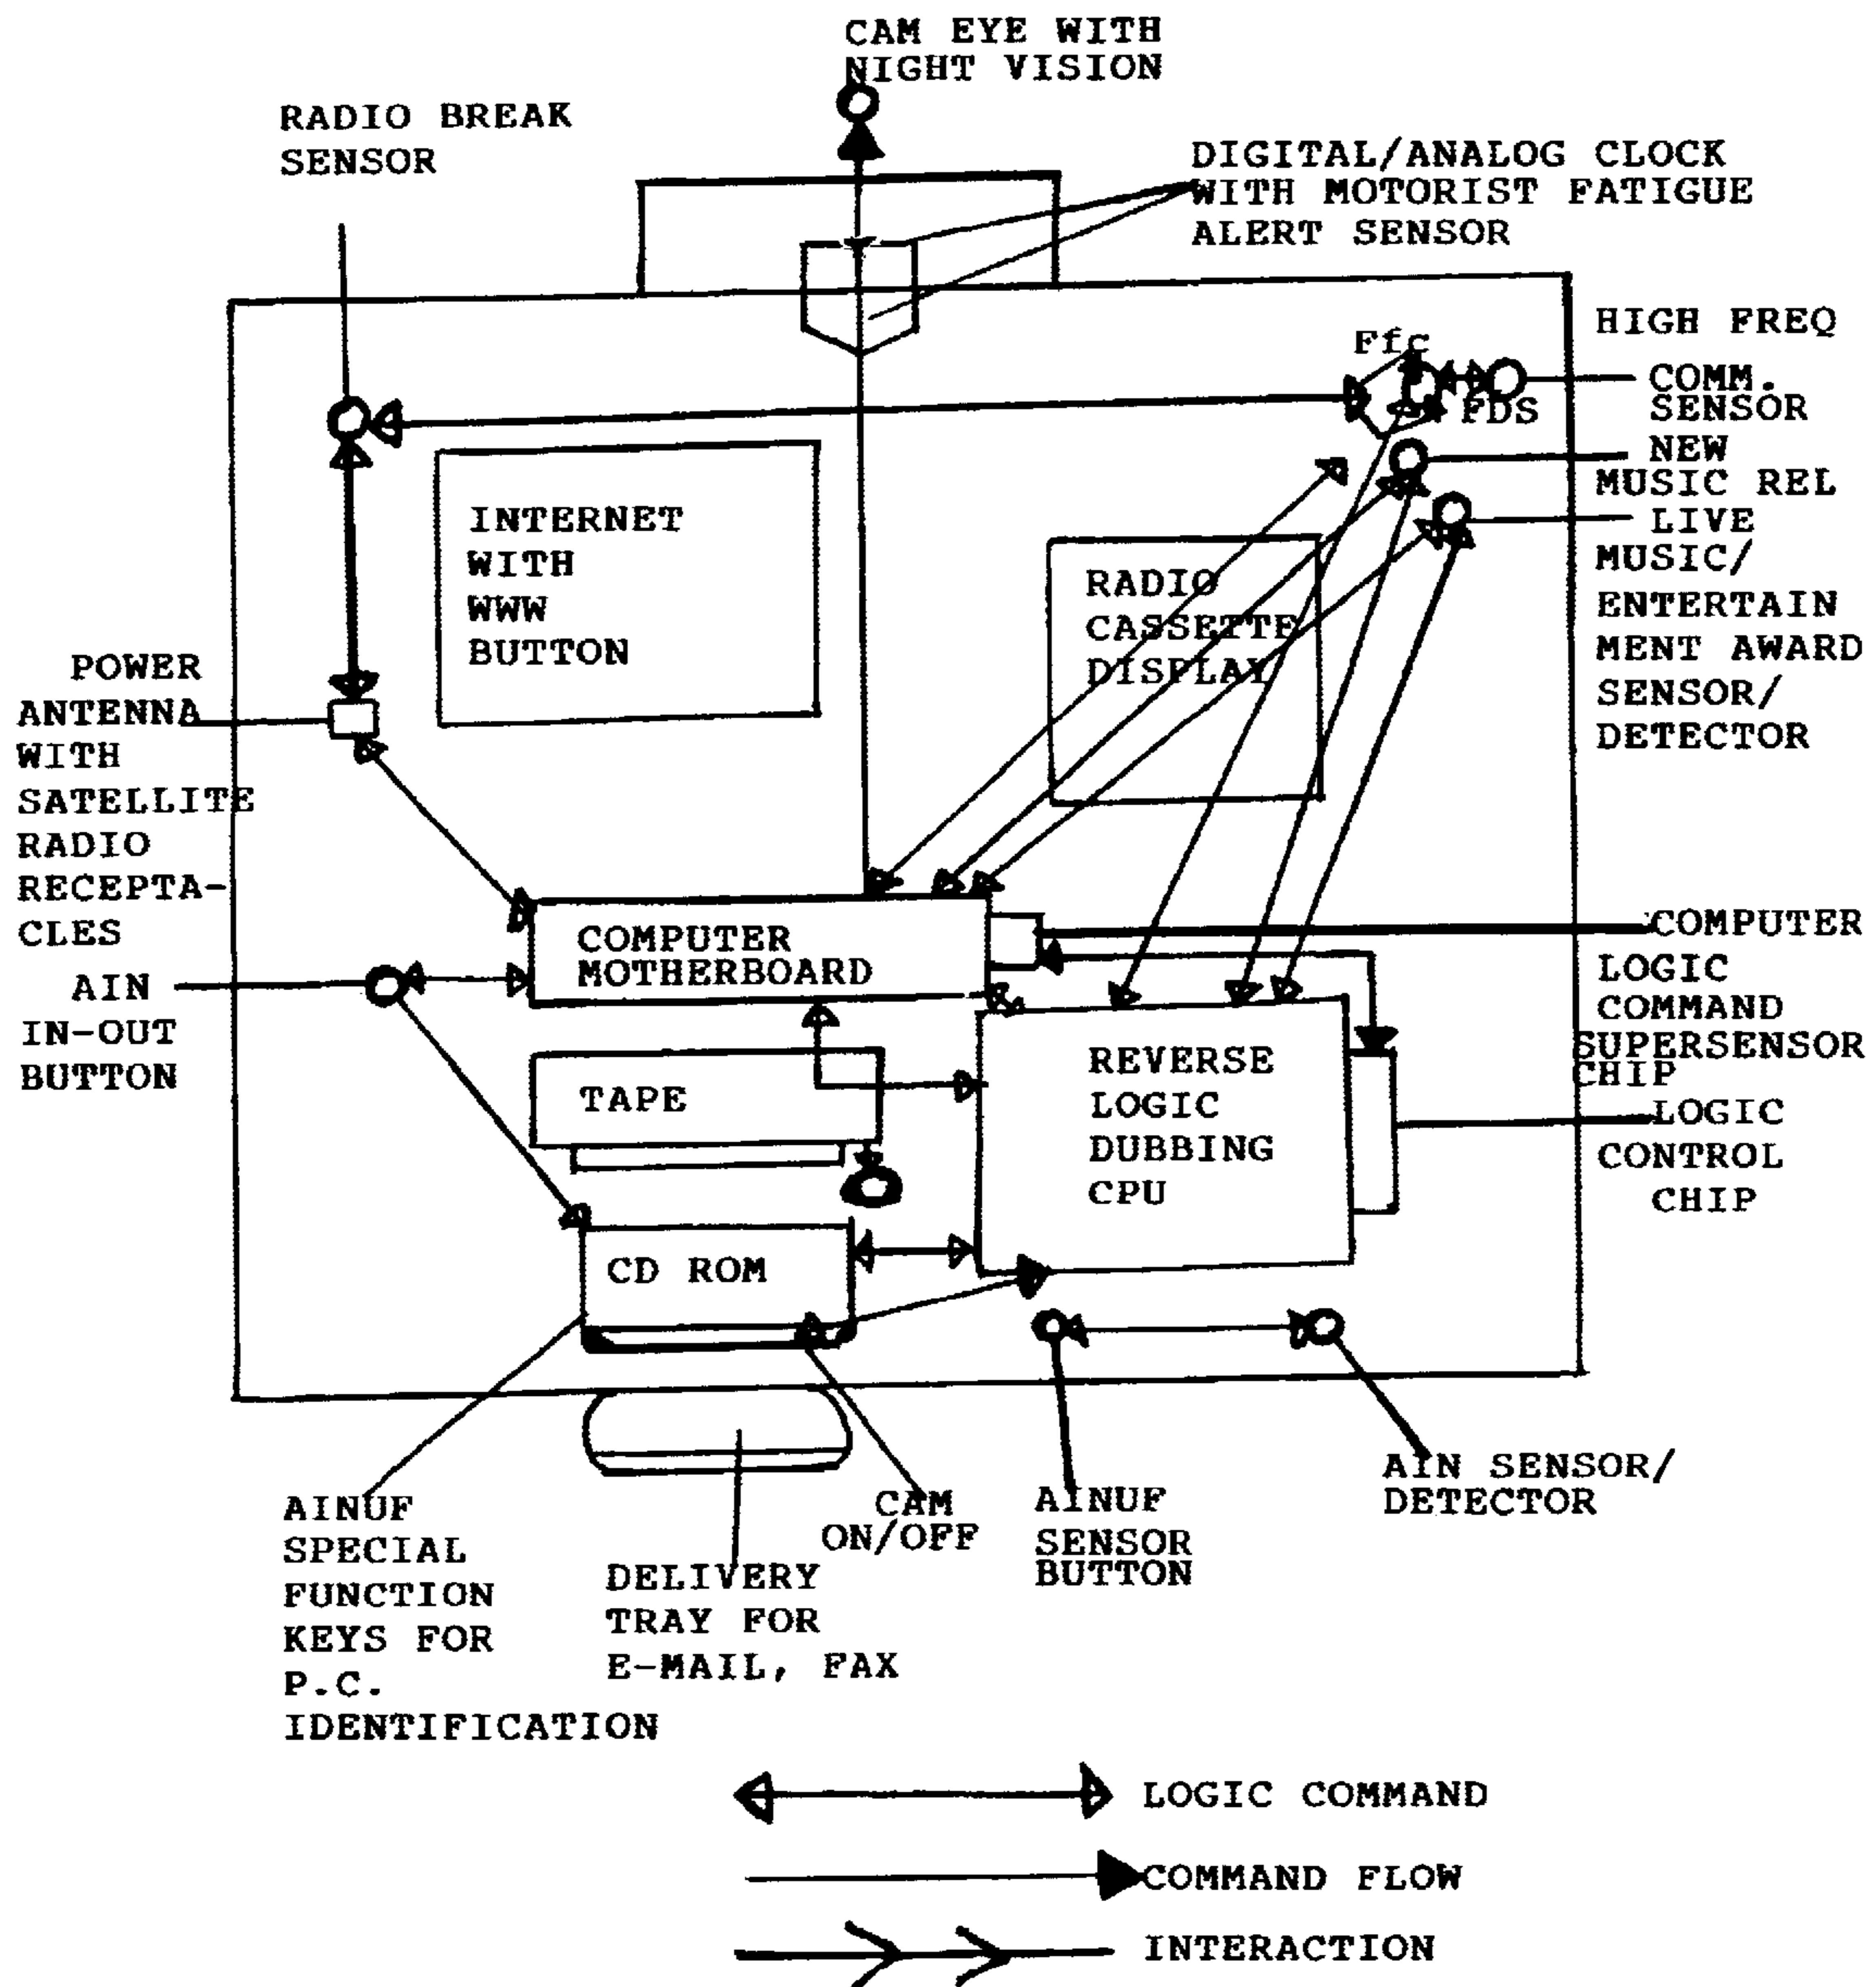 CAM EYE WITH
NIGHT VISION
RADIO BREAK
SENSOR
DIGITAL/ANALOG CLOCK
WITH MOTORIST FATIGUE
ALERT SENSOR
HIGH FREQ
COMM.
SENSOR
Ffc
FDS
NEW
MUSIC REL
LIVE
MUSIC/
ENTERTAIN
MENT AWARD
SENSOR/
DETECTOR
INTERNET
WITH
WWW
BUTTON
RADIO
CASSETTE
DISPLAY
POWER
ANTENNA
WITH
SATELLITE
RADIO
RECEPTA-
CLES
AIN
IN-OUT
BUTTON
COMPUTER
MOTHERBOARD
COMPUTER
LOGIC
COMMAND
SUPERSENSOR
CHIP
LOGIC
CONTROL
CHIP
TAPE
REVERSE
LOGIC
DUBBING
CPU
CD ROM
AINUF
SPECIAL
FUNCTION
KEYS FOR
P.C.
IDENTIFICATION
DELIVERY
TRAY FOR
E-MAIL, FAX
CAM
ON/OFF
AINUF
SENSOR
BUTTON
AIN SENSOR/
DETECTOR
LOGIC COMMAND
COMMAND FLOW
INTERACTION